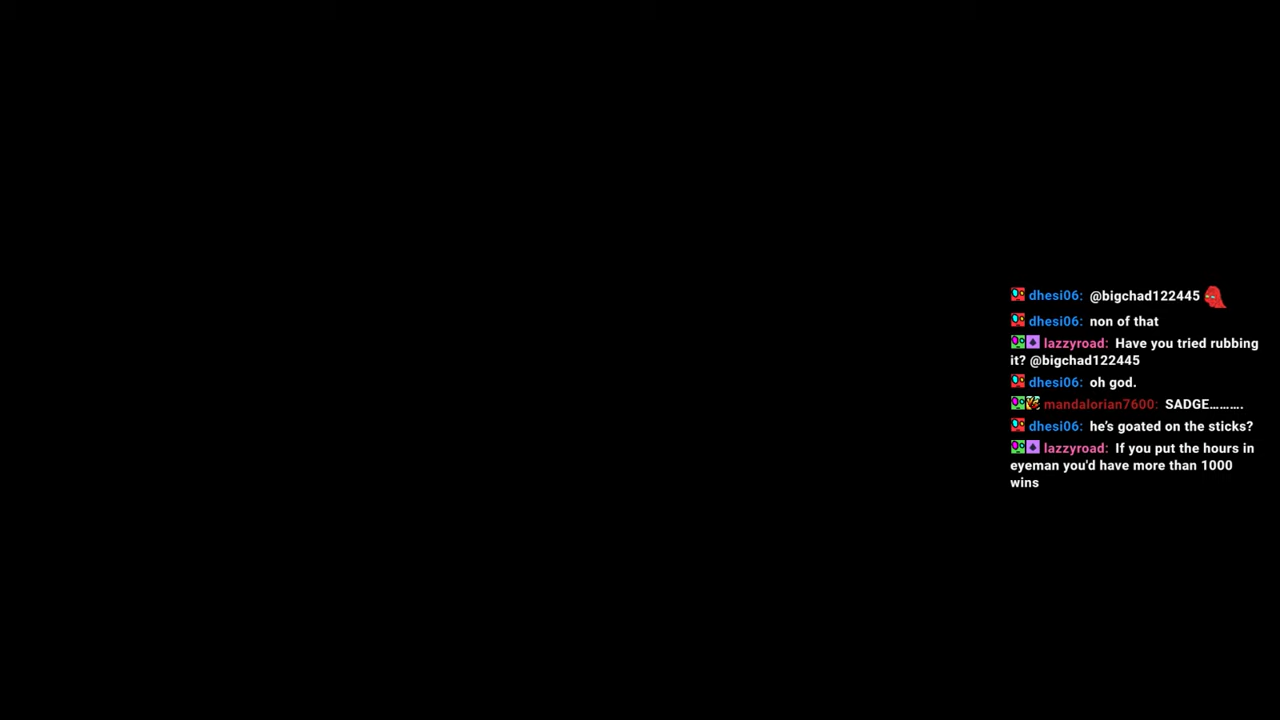 dhesi06: @bigchad122445
dhesi06: non of that
lazzyroad: Have you tried rubbing
it? @bigchad122445
dhesi06: oh god.
mandalorian7600: SADGE……….
dhesi06: he's goated on the sticks?
lazzyroad: If you put the hours in
eyeman you'd have more than 1000
wins